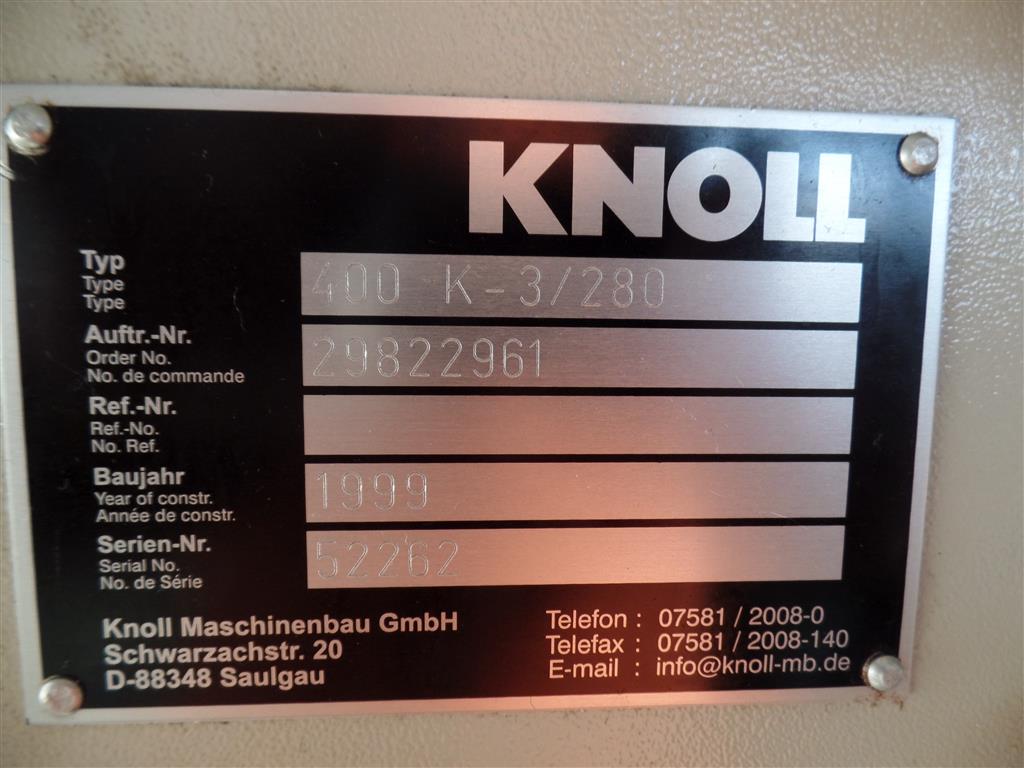 KNOLL
Typ 400 K-3/280
Type
Type
Auftr.-Nr. 29822961
Order No.
No. de commande
Ref.-Nr.
Ref.-No.
No. Ref.
Baujahr 1999
Year of constr.
Année de constr.
Serien-Nr. 52262
Serial No.
No. de Série
Knoll Maschinenbau GmbH
Schwarzachstr. 20
D-88348 Saulgau
Telefon : 07581 / 2008-0
Telefax : 07581 / 2008-140
E-mail : info@knoll-mb.de